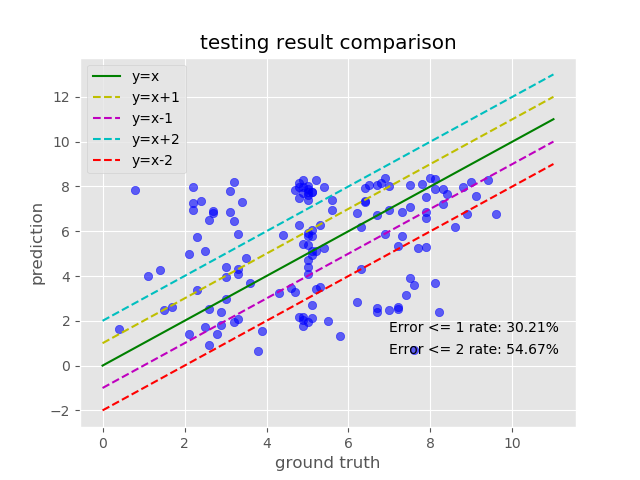 testing result comparison
y=x
y=x+1
y=x-1
y=x+2
y=x-2
12
10
8
6
4
2
0
−2
prediction
Error <= 1 rate: 30.21%
Error <= 2 rate: 54.67%
0
2
4
6
8
10
ground truth